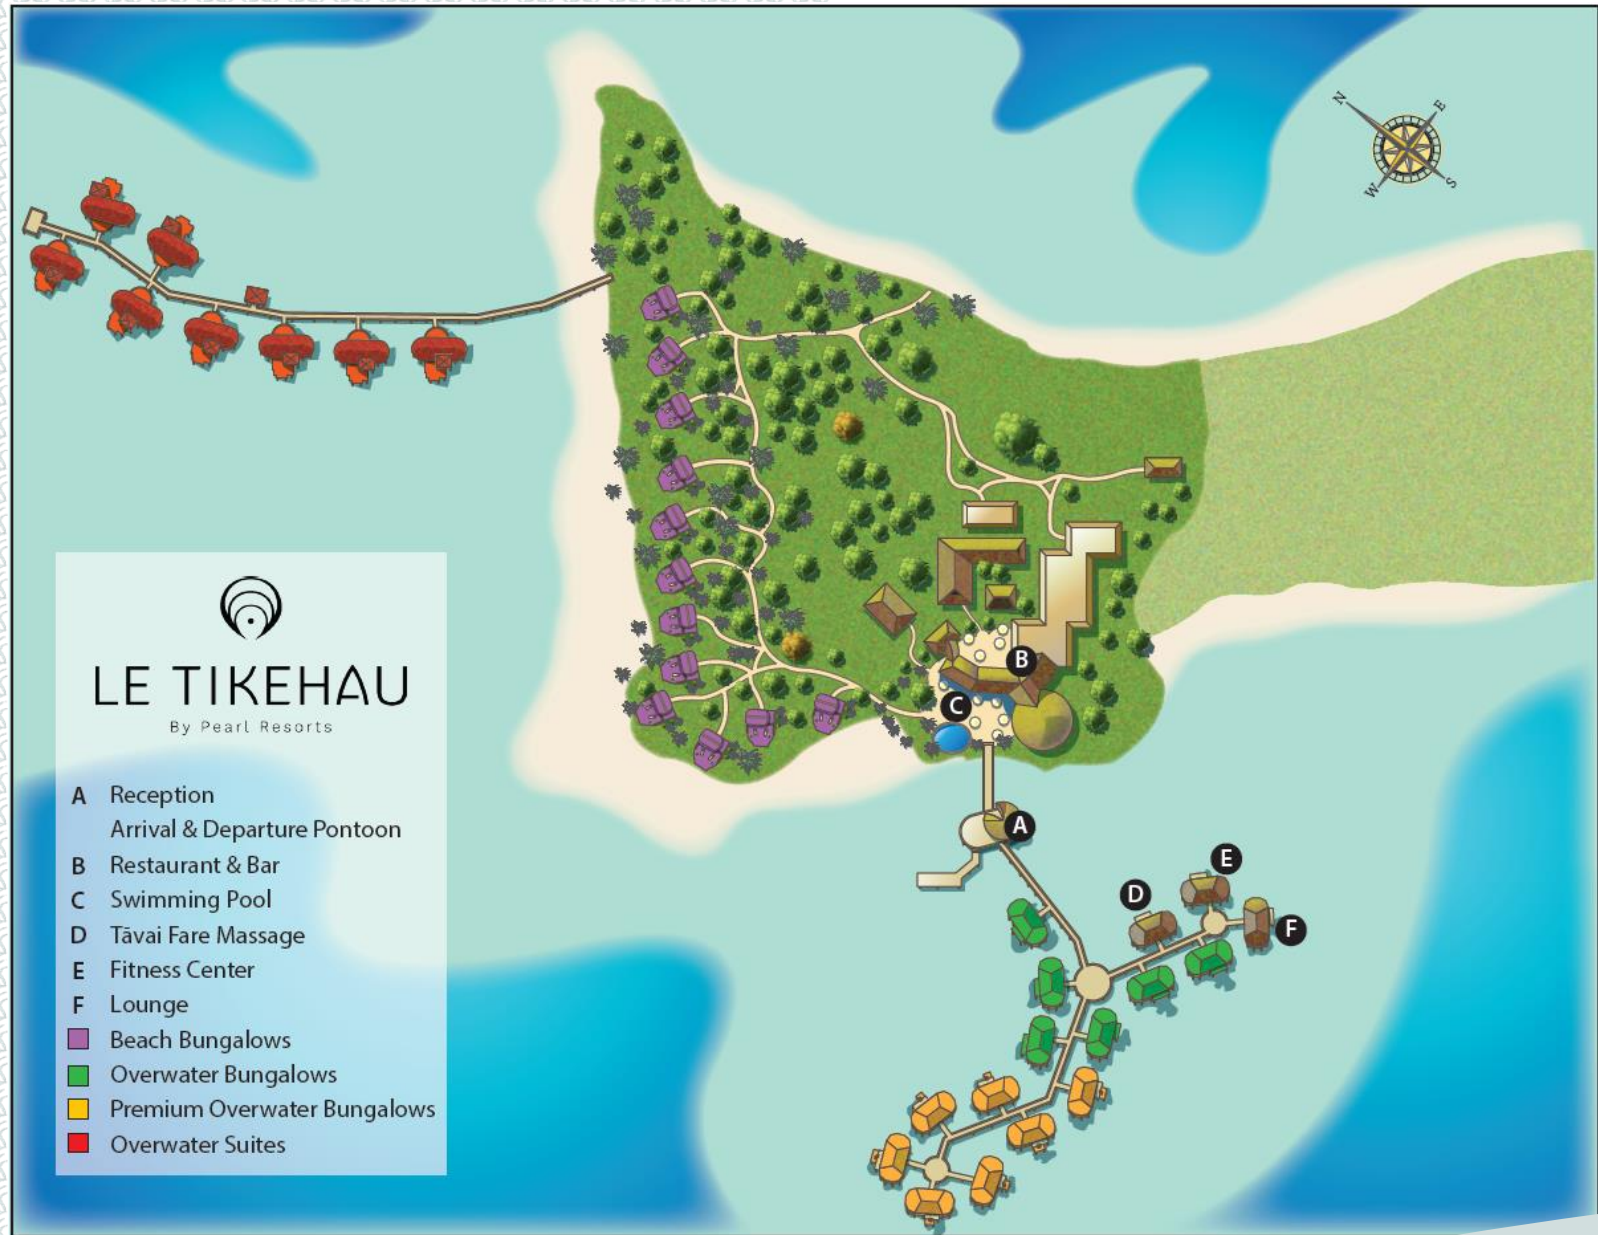 N
E
W
S
B
C
A
E
D
F
LE TIKEHAU
By Pearl Resorts
A Reception
Arrival & Departure Pontoon
B Restaurant & Bar
C Swimming Pool
D Tāvai Fare Massage
E Fitness Center
F Lounge
Beach Bungalows
Overwater Bungalows
Premium Overwater Bungalows
Overwater Suites